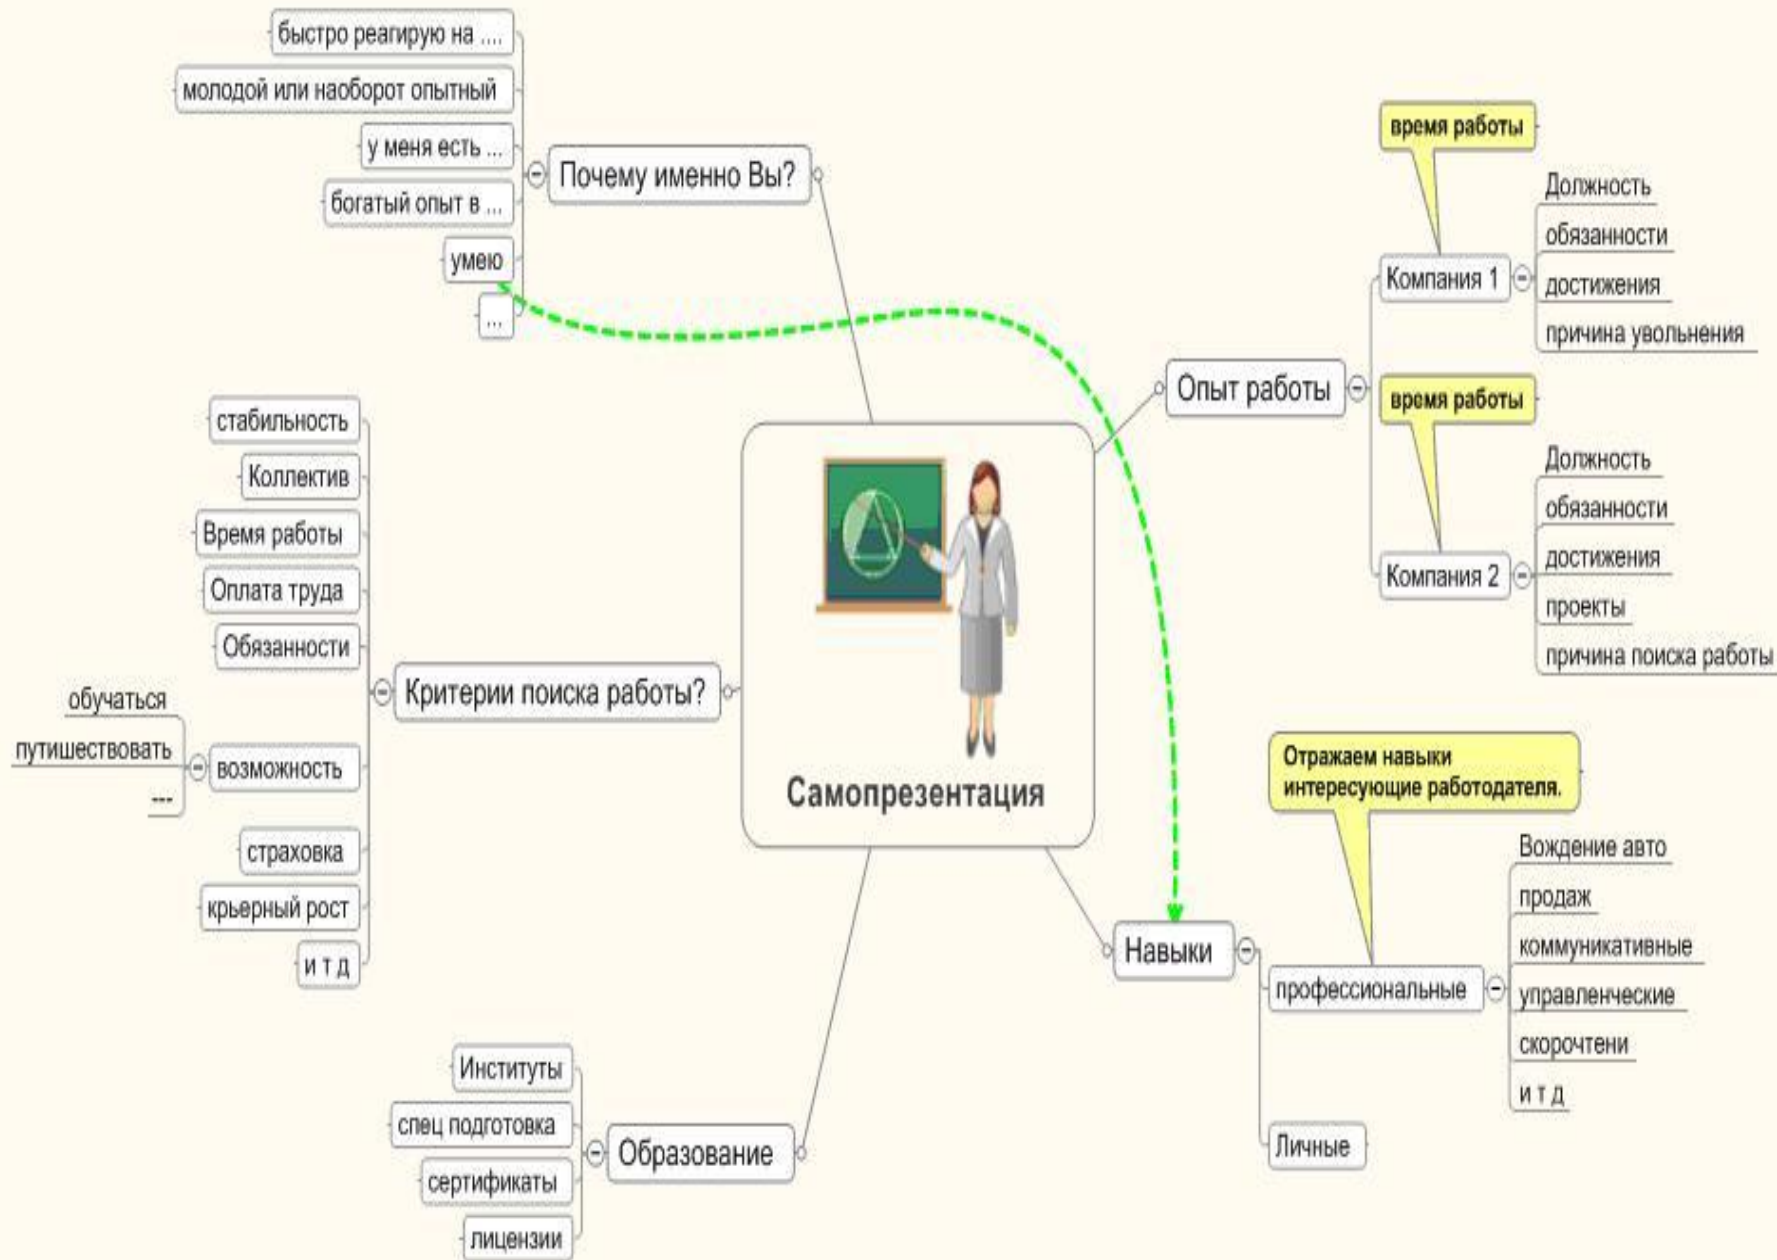 быстро реагирую на ....
молодой или наоборот опытный
у меня есть ...
богатый опыт в ...
умею
...
Почему именно Вы?
время работы
Должность
обязанности
Компания 1
достижения
причина увольнения
Опыт работы
время работы
Должность
обязанности
достижения
Компания 2
проекты
причина поиска работы
стабильность
Коллектив
Время работы
Оплата труда
Обязанности
Критерии поиска работы?
обучаться
путишествовать
---
возможность
страховка
крьерный рост
и т д
Самопрезентация
Отражаем навыки
интересующие работодателя.
Навыки
профессиональные
Вождение авто
продаж
коммуникативные
управленческие
скорочтени
и т д
Личные
Институты
спец подготовка
сертификаты
лицензии
Образование